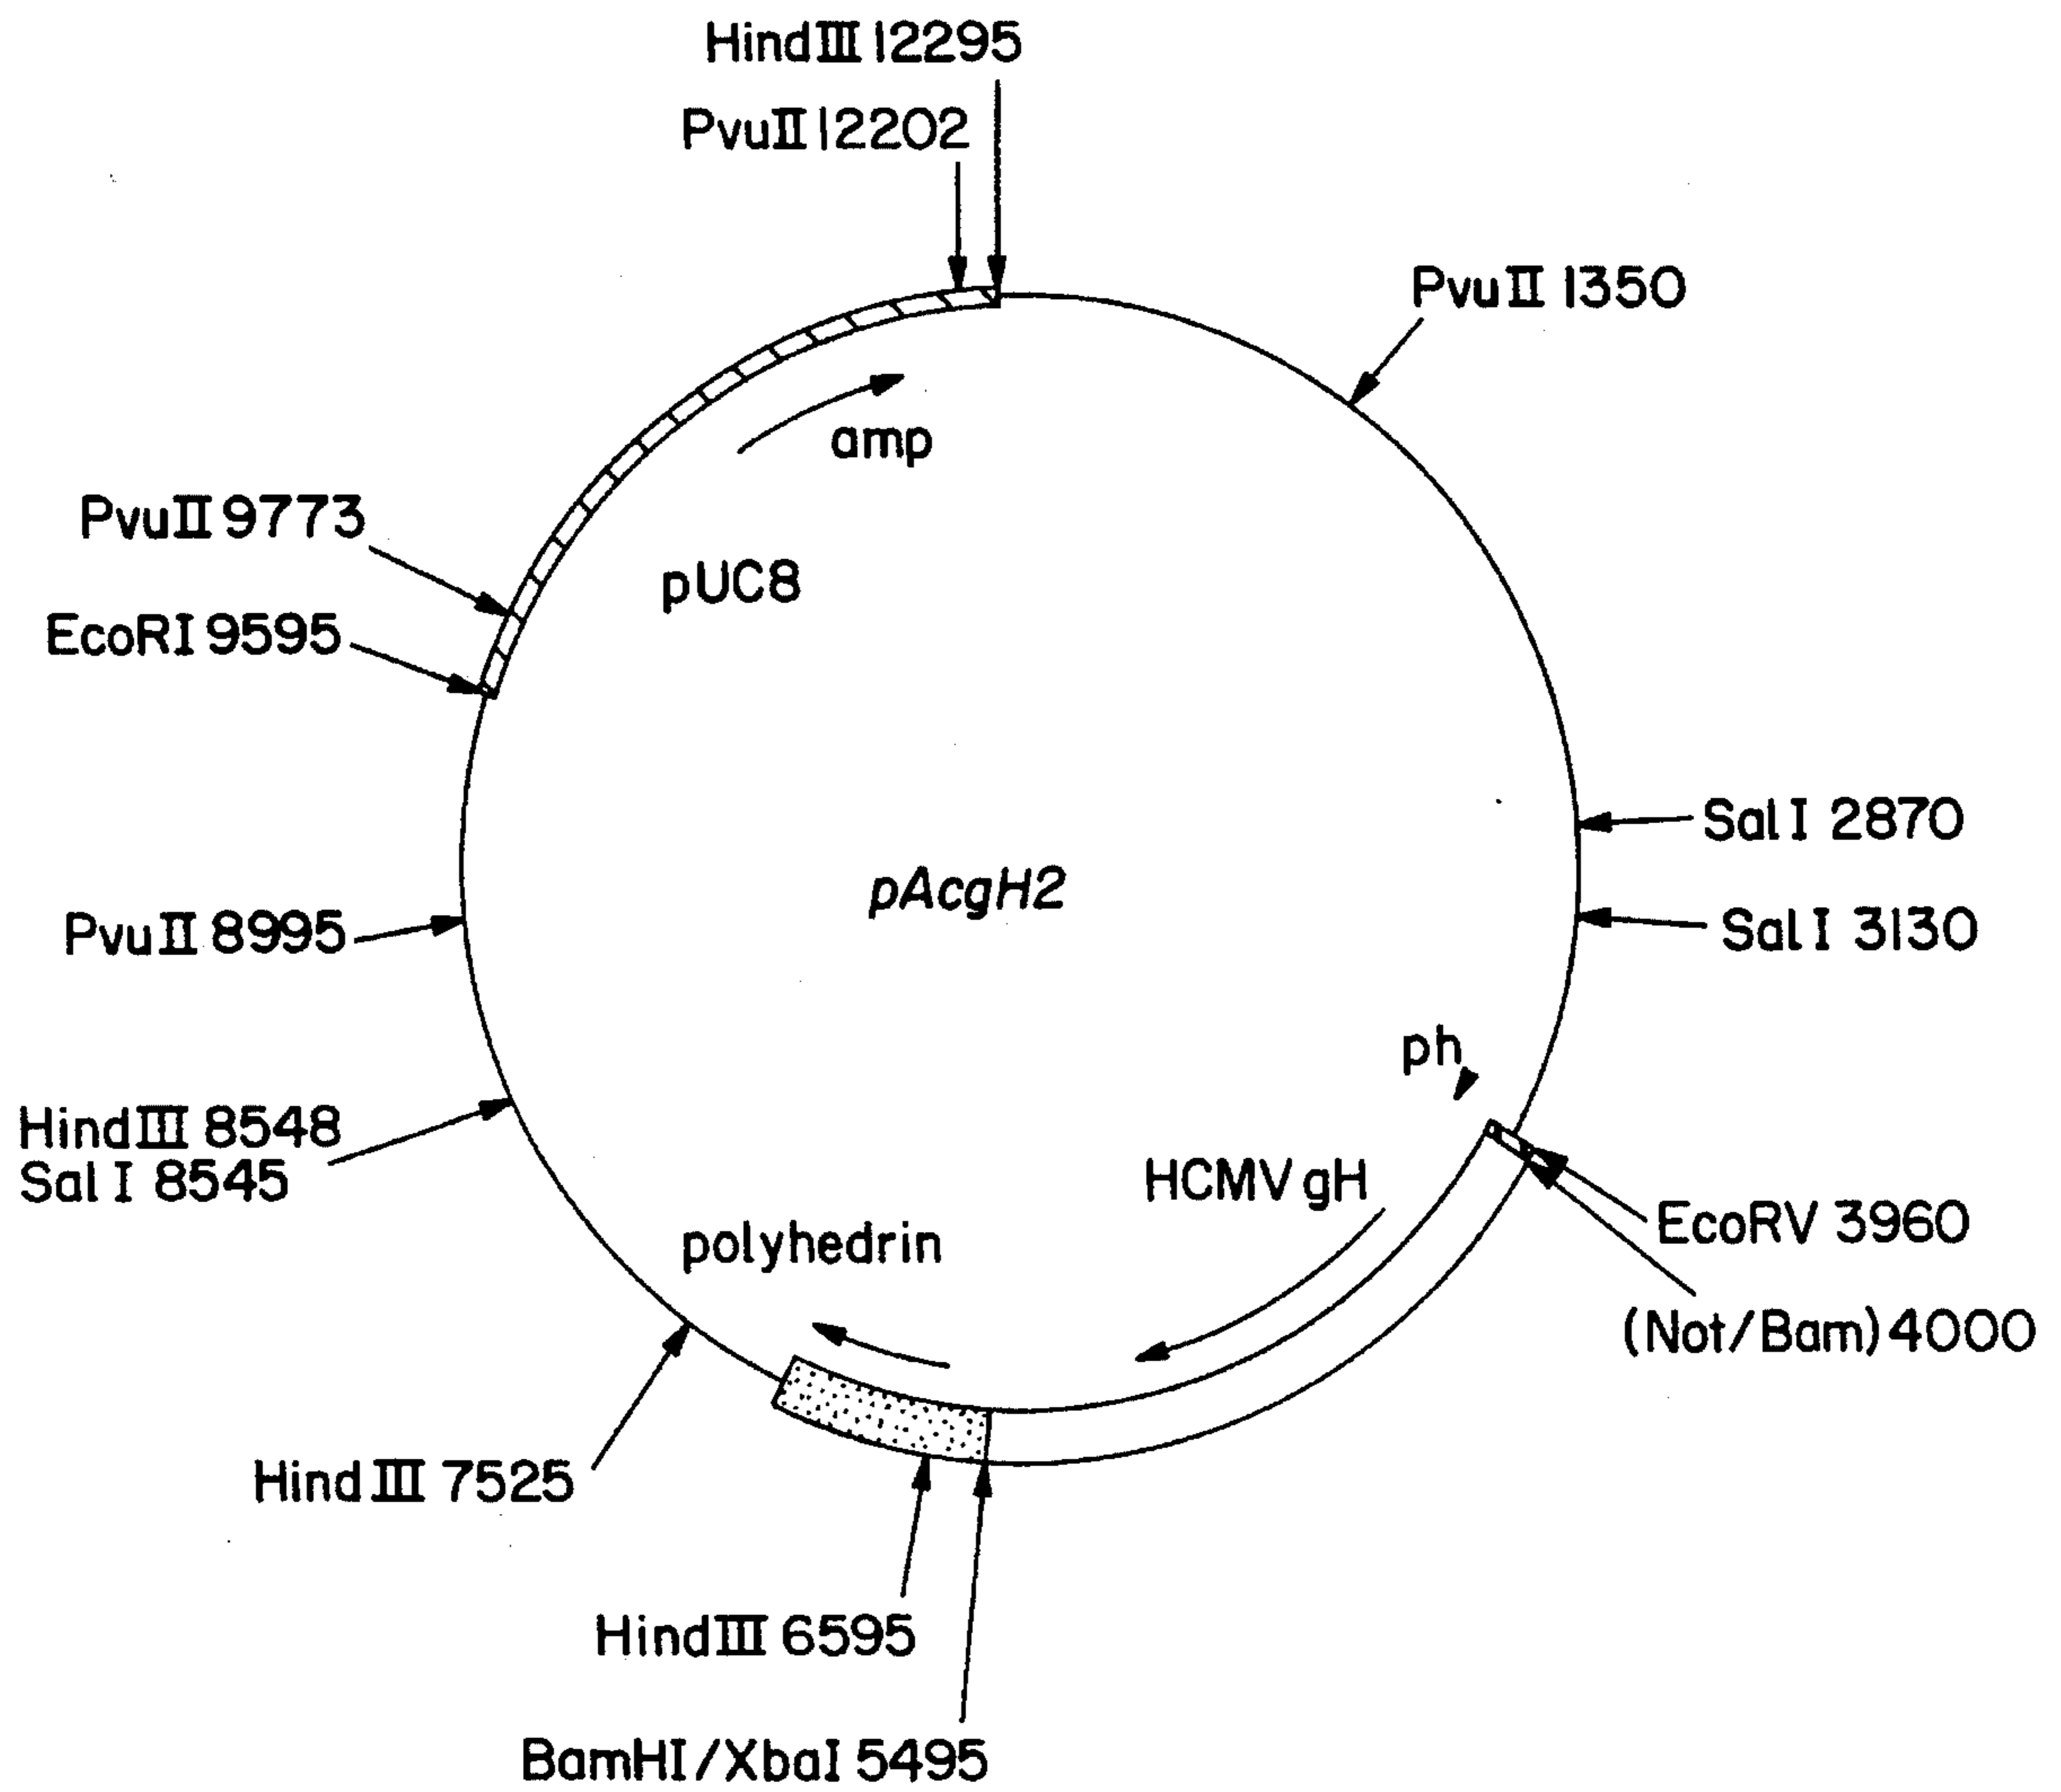 HindIII 12295
PvuII 12202
PvuII 1350
amp
PvuII 9773
pUC8
EcoRI 9595
SalI 2870
pAcgH2
PvuII 8995
SalI 3130
ph
HindIII 8548
SalI 8545
HCMV gH
EcoRV 3960
polyhedrin
(Not/Bam) 4000
HindIII 7525
HindIII 6595
BamHI/XbaI 5495